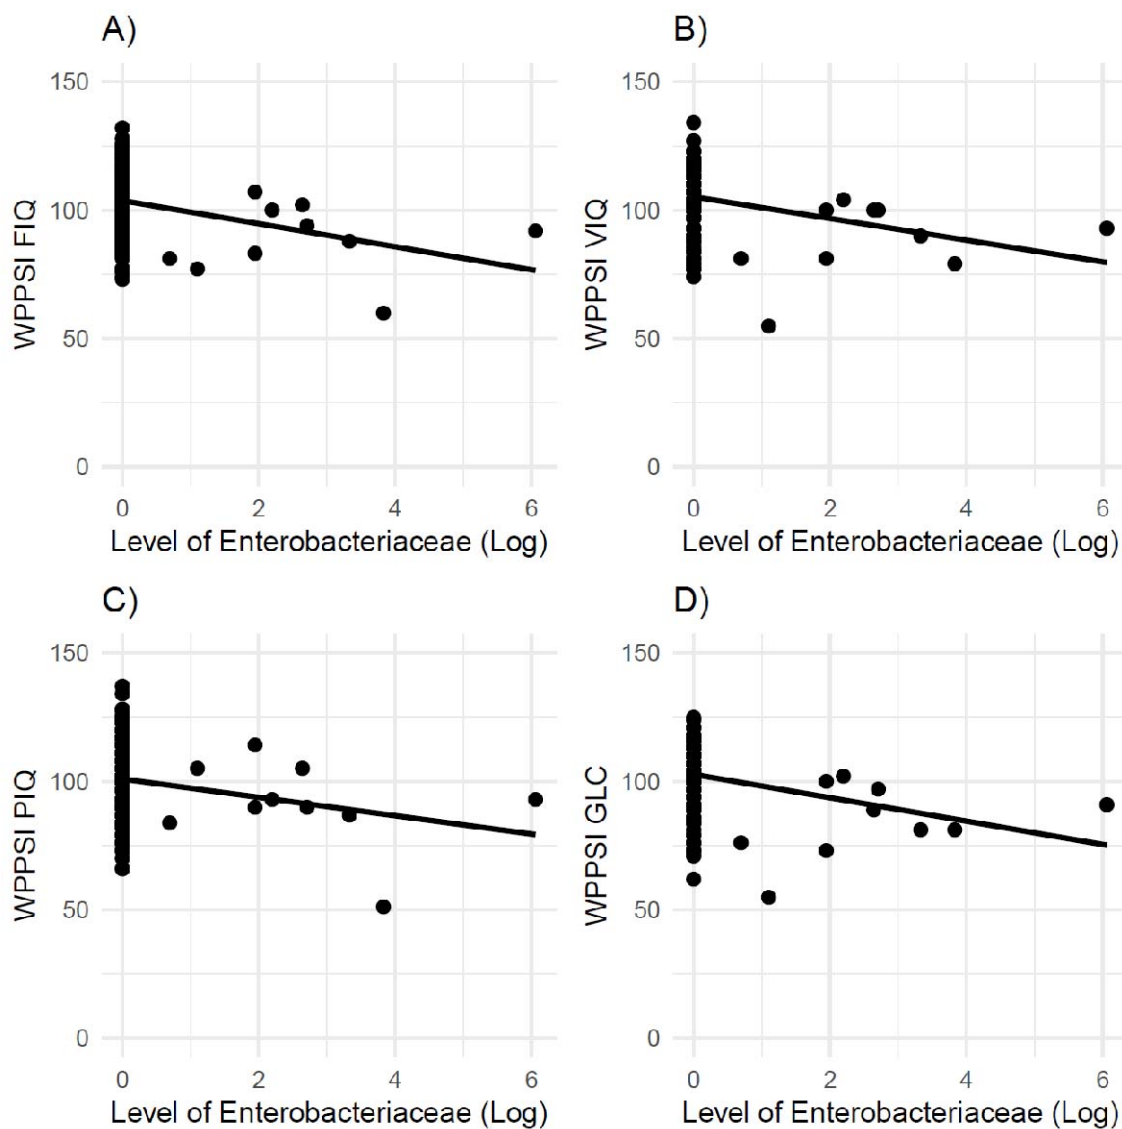 A)
150
100
50
0
WPPSI FIQ
0 2 4 6
Level of Enterobacteriaceae (Log)
B)
150
100
50
0
WPPSI VIQ
0 2 4 6
Level of Enterobacteriaceae (Log)
C)
150
100
50
0
WPPSI PIQ
0 2 4 6
Level of Enterobacteriaceae (Log)
D)
150
100
50
0
WPPSI GLC
0 2 4 6
Level of Enterobacteriaceae (Log)